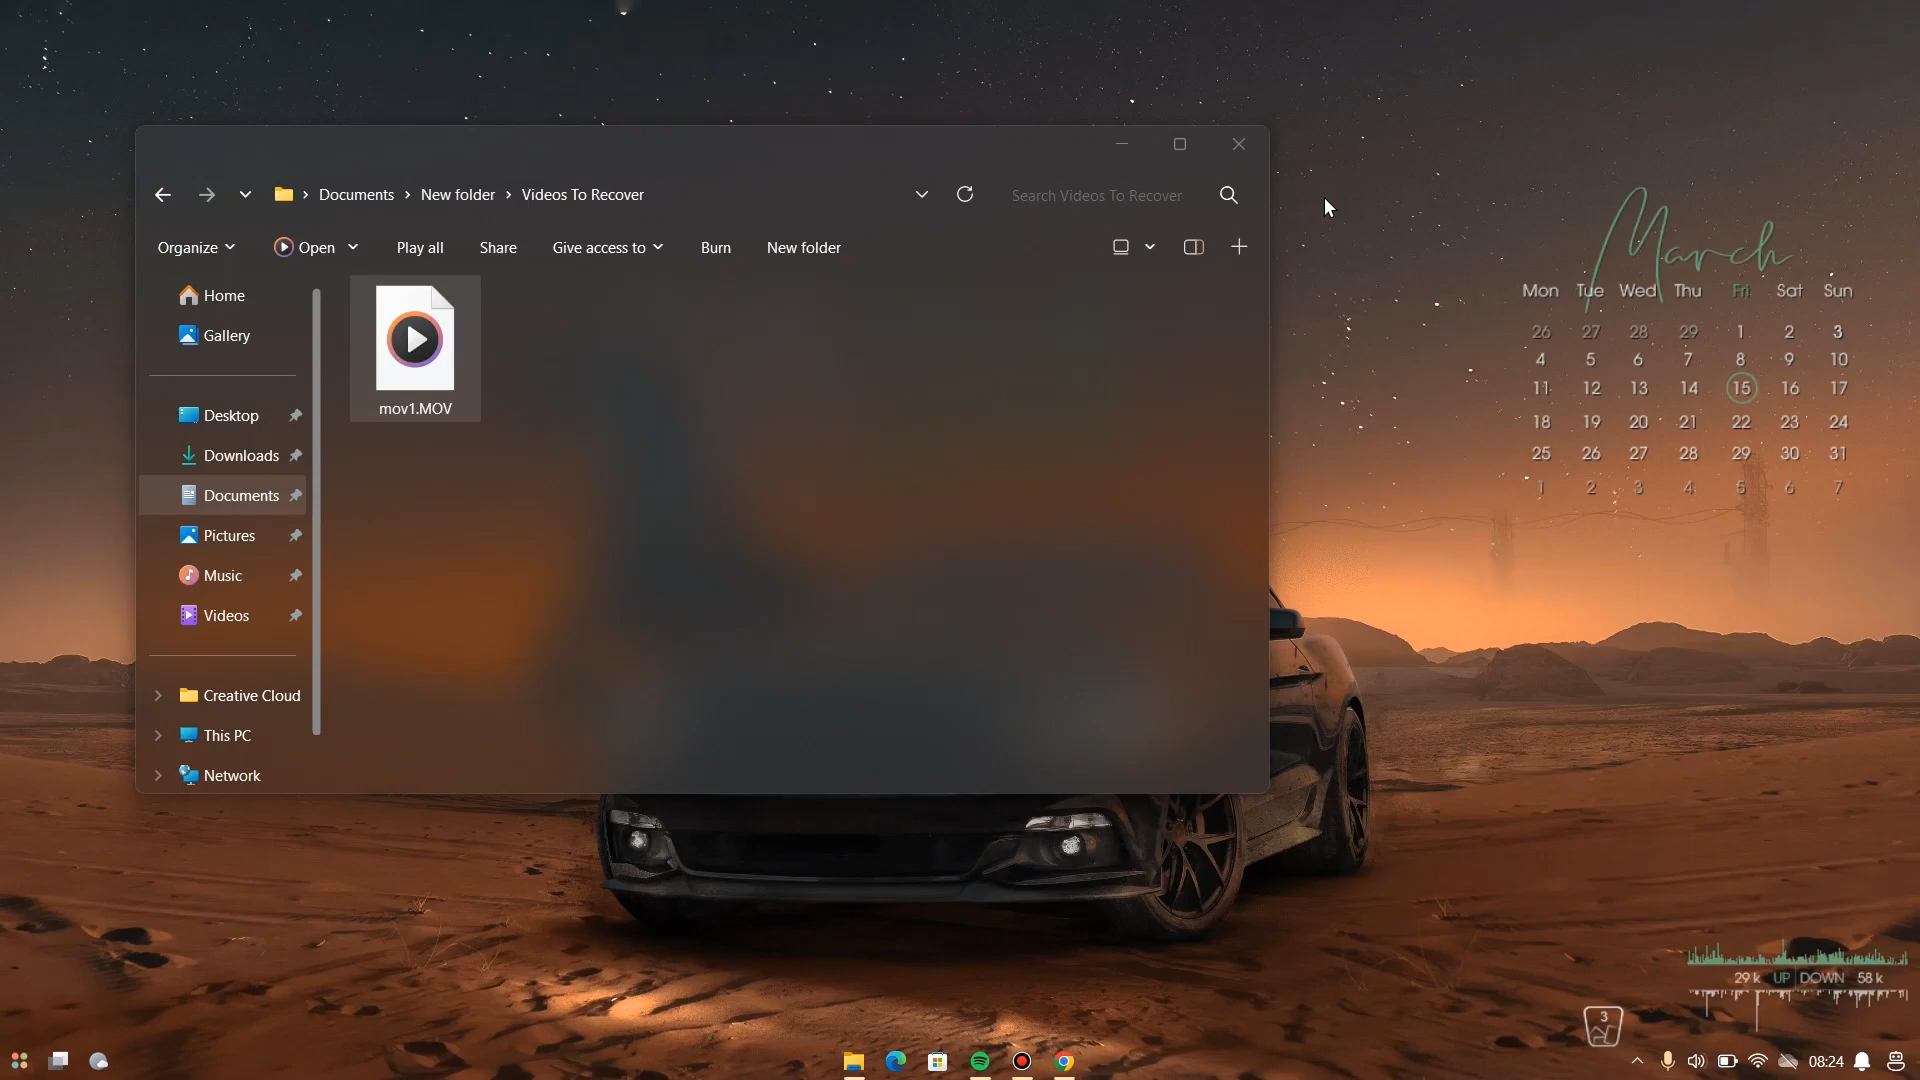 Documents › New folder › Videos To Recover
Search Videos To Recover
Organize
Open
Play all
Share
Give access to
Burn
New folder
Home
Gallery
Desktop
Downloads
Documents
Pictures
Music
Videos
Creative Cloud
This PC
Network
mov1.MOV
March
Mon Tue Wed Thu Fri Sat Sun
26 27 28 29 1 2 3
4 5 6 7 8 9 10
11 12 13 14 15 16 17
18 19 20 21 22 23 24
25 26 27 28 29 30 31
1 2 3 4 5 6 7
29 k UP DOWN 58 k
3
08:24